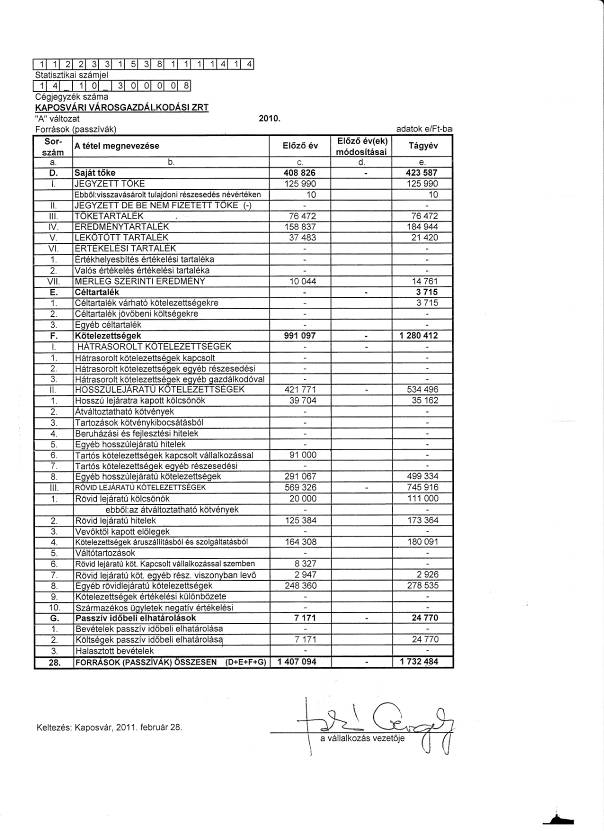 1 1 2 2 3 3 1 5 3 8 1 1 1 1 4 1 4
Statisztikai számjel
1 4 _ 1 0 _ 3 0 0 0 0 8
Cégjegyzék száma
KAPOSVÁRI VÁROSGAZDÁLKODÁSI ZRT
"A" változat 2010.
Források (passzívák) adatok e/Ft-ba
Sor-szám A tétel megnevezése Előző év Előző év(ek) módosításai Tágyév
a. b. c. d. e.
D. Saját tőke 408 826 - 423 587
I. JEGYZETT TŐKE 125 990 125 990
Ebből:visszavásárolt tulajdoni részesedés névértéken 10 10
II. JEGYZETT DE BE NEM FIZETETT TŐKE (-) - -
III. TŐKETARTALÉK 76 472 76 472
IV. EREDMÉNYTARTALÉK 158 837 184 944
V. LEKÖTÖTT TARTALÉK 37 483 21 420
VI. ÉRTÉKELÉSI TARTALÉK - -
1. Értékhelyesbítés értékelési tartaléka - -
2. Valós értékelés értékelési tartaléka - -
VII. MÉRLEG SZERINTI EREDMÉNY 10 044 14 761
E. Céltartalék - - 3 715
1. Céltartalék várható kötelezettségekre - 3 715
2. Céltartalék jövőbeni költségekre - -
3. Egyéb céltartalék - -
F. Kötelezettségek 991 097 - 1 280 412
I. HÁTRASOROLT KÖTELEZETTSÉGEK - - -
1. Hátrasorolt kötelezettségek kapcsolt - -
2. Hátrasorolt kötelezettségek egyéb részesedési - -
3. Hátrasorolt kötelezettségek egyéb gazdálkodóval - -
II. HOSSZÚLEJÁRATÚ KÖTELEZETTSÉGEK 421 771 - 534 496
1. Hosszú lejáratra kapott kölcsönök 39 704 35 162
2. Átváltoztatható kötvények - -
3. Tartozások kötvénykibocsátásból - -
4. Beruházási és fejlesztési hitelek - -
5. Egyéb hosszúlejáratú hitelek - -
6. Tartós kötelezettségek kapcsolt vállalkozással 91 000 -
7. Tartós kötelezettségek egyéb részesedési - -
8. Egyéb hosszúlejáratú kötelezettségek 291 067 499 334
III. RÖVID LEJÁRATÚ KÖTELEZETTSÉGEK 569 326 - 745 916
1. Rövid lejáratú kölcsönök 20 000 111 000
ebből:az átváltoztatható kötvények - -
2. Rövid lejáratú hitelek 125 384 173 364
3. Vevőktől kapott előlegek - -
4. Kötelezettségek áruszállításból és szolgáltatásból 164 308 180 091
5. Váltótartozások - -
6. Rövid lejáratú köt. Kapcsolt vállalkozással szemben 8 327 -
7. Rövid lejáratú köt. egyéb rész. viszonyban levő 2 947 2 926
8. Egyéb rövidlejáratú kötelezettségek 248 360 278 535
9. Kötelezettségek értékelési különbözete - -
10. Származékos ügyletek negatív értékelési - -
G. Passzív időbeli elhatárolások 7 171 - 24 770
1. Bevételek passzív időbeli elhatárolása - -
2. Költségek passzív időbeli elhatárolása 7 171 24 770
3. Halasztott bevételek - -
28. FORRÁSOK (PASSZÍVÁK) ÖSSZESEN (D+E+F+G) 1 407 094 - 1 732 484
Keltezés: Kaposvár, 2011. február 28.
a vállalkozás vezetője